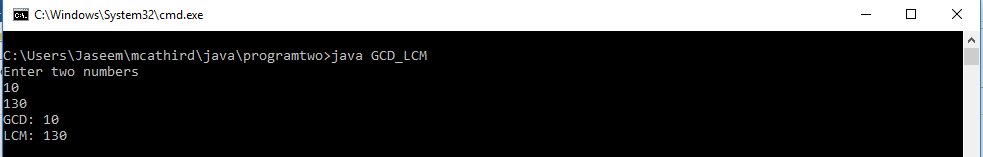 C:\Windows\System32\cmd.exe
C:\Users\Jaseem\mcathird\java\programtwo>java GCD_LCM
Enter two numbers
10
130
GCD: 10
LCM: 130